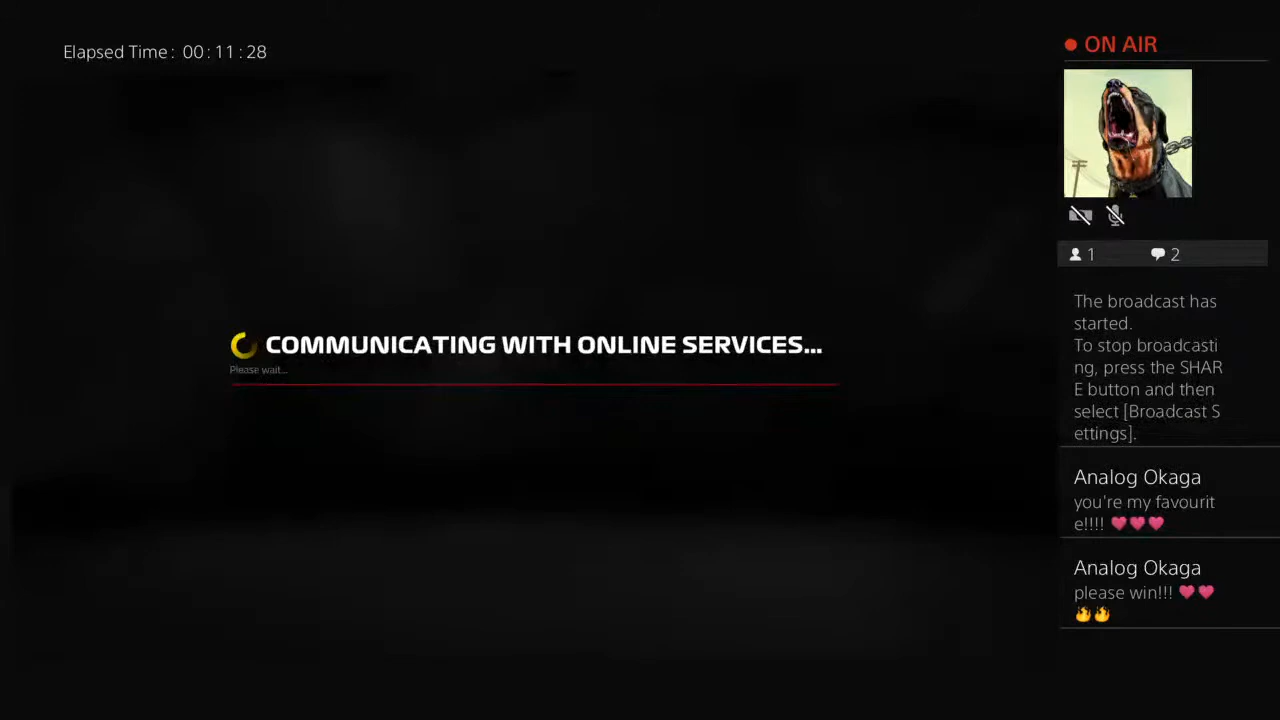 Elapsed Time: 00:11:28
ON AIR
1 2
COMMUNICATING WITH ONLINE SERVICES...
Please wait...
The broadcast has
started.
To stop broadcasti
ng, press the SHAR
E button and then
select [Broadcast S
ettings].
Analog Okaga
you're my favourit
e!!!! ❤❤❤
Analog Okaga
please win!!! ❤❤
🔥🔥